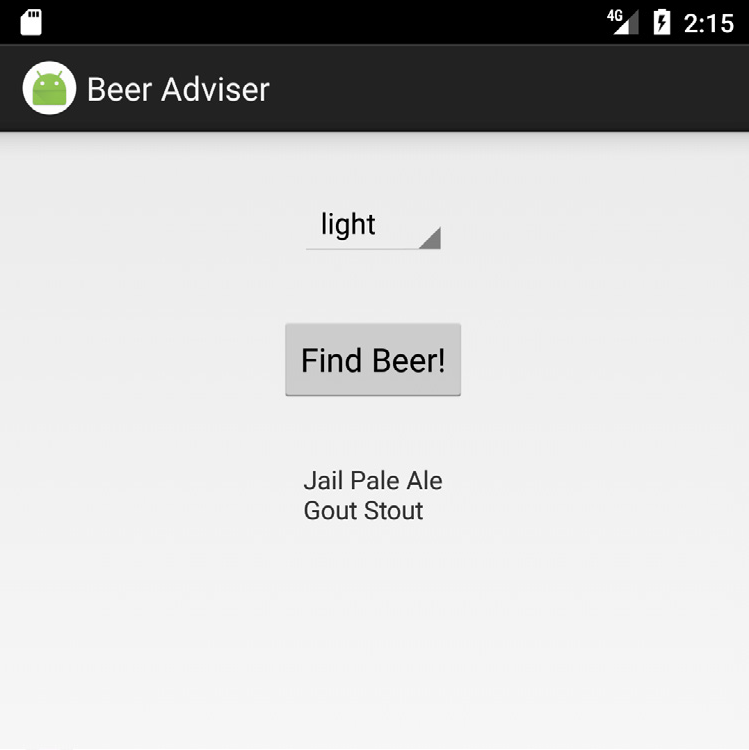 4G 2:15
Beer Adviser
light
Find Beer!
Jail Pale Ale
Gout Stout